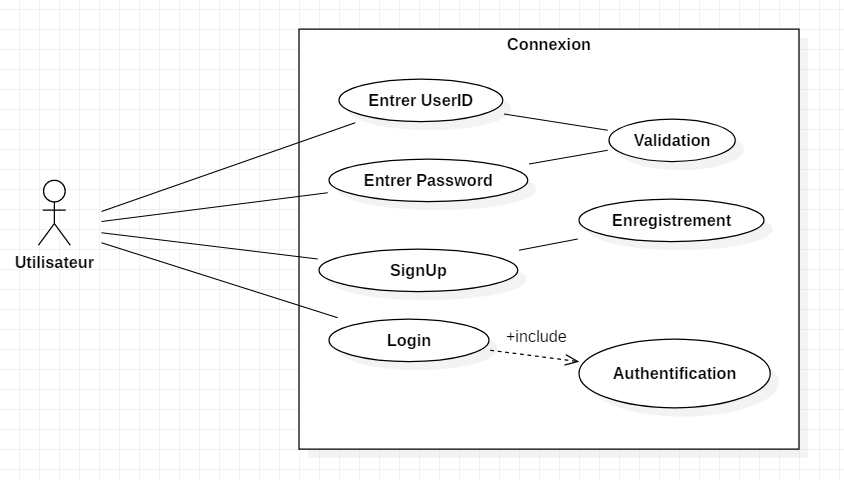 Connexion
Entrer UserID
Validation
Entrer Password
Enregistrement
Utilisateur
SignUp
+include
Login
Authentification